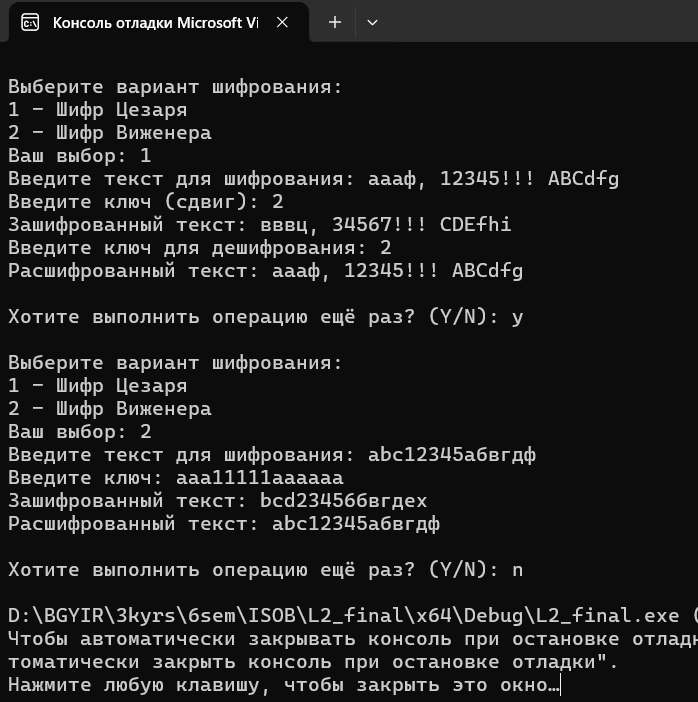 Консоль отладки Microsoft Vi
Выберите вариант шифрования:
1 - Шифр Цезаря
2 - Шифр Виженера
Ваш выбор: 1
Введите текст для шифрования: аааф, 12345!!! ABCdfg
Введите ключ (сдвиг): 2
Зашифрованный текст: вввц, 34567!!! CDEfhi
Введите ключ для дешифрования: 2
Расшифрованный текст: аааф, 12345!!! ABCdfg
Хотите выполнить операцию ещё раз? (Y/N): y
Выберите вариант шифрования:
1 - Шифр Цезаря
2 - Шифр Виженера
Ваш выбор: 2
Введите текст для шифрования: abc12345абвгдф
Введите ключ: aaa11111аааааа
Зашифрованный текст: bcd23456бвгдех
Расшифрованный текст: abc12345абвгдф
Хотите выполнить операцию ещё раз? (Y/N): n
D:\BGYIR\3kyrs\6sem\ISOB\L2_final\x64\Debug\L2_final.exe (
Чтобы автоматически закрывать консоль при остановке отладк
томатически закрыть консоль при остановке отладки".
Нажмите любую клавишу, чтобы закрыть это окно…